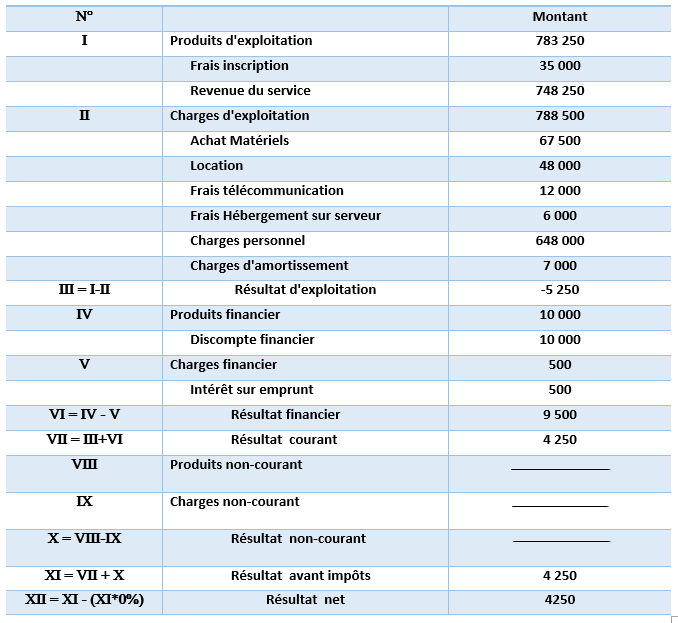 N° Montant
I Produits d'exploitation 783 250
Frais inscription 35 000
Revenue du service 748 250
II Charges d'exploitation 788 500
Achat Matériels 67 500
Location 48 000
Frais télécommunication 12 000
Frais Hébergement sur serveur 6 000
Charges personnel 648 000
Charges d'amortissement 7 000
III = I-II Résultat d'exploitation -5 250
IV Produits financier 10 000
Discompte financier 10 000
V Charges financier 500
Intérêt sur emprunt 500
VI = IV - V Résultat financier 9 500
VII = III+VI Résultat courant 4 250
VIII Produits non-courant
IX Charges non-courant
X = VIII-IX Résultat non-courant
XI = VII + X Résultat avant impôts 4 250
XII = XI - (XI*0%) Résultat net 4250